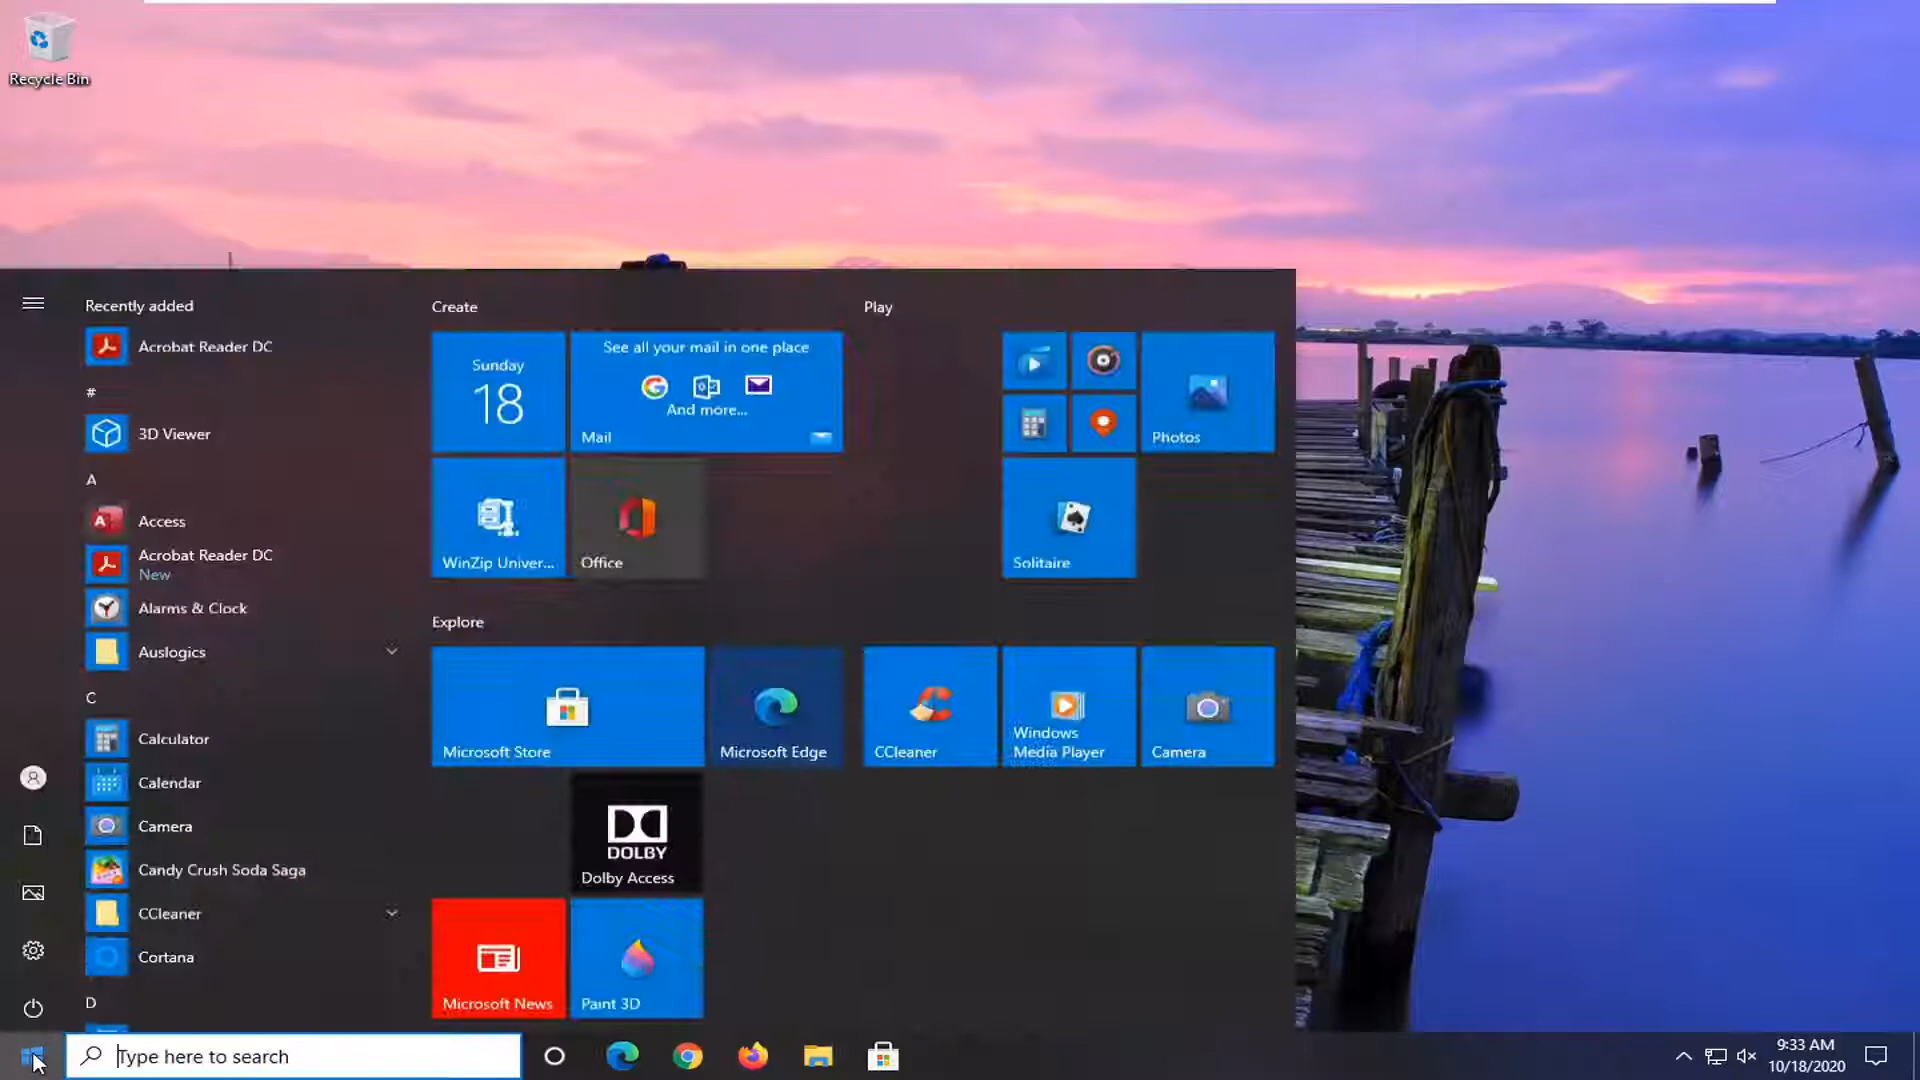 Recycle Bin
Recently added
Acrobat Reader DC
#
3D Viewer
A
Access
Acrobat Reader DC
New
Alarms & Clock
Auslogics
C
Calculator
Calendar
Camera
Candy Crush Soda Saga
CCleaner
Cortana
D
Create
Sunday
18
See all your mail in one place
And more...
Mail
WinZip Univer...
Office
Explore
Microsoft Store
Microsoft Edge
DOLBY
Dolby Access
Microsoft News
Paint 3D
Play
Photos
Solitaire
CCleaner
Windows
Media Player
Camera
Type here to search
9:33 AM
10/18/2020